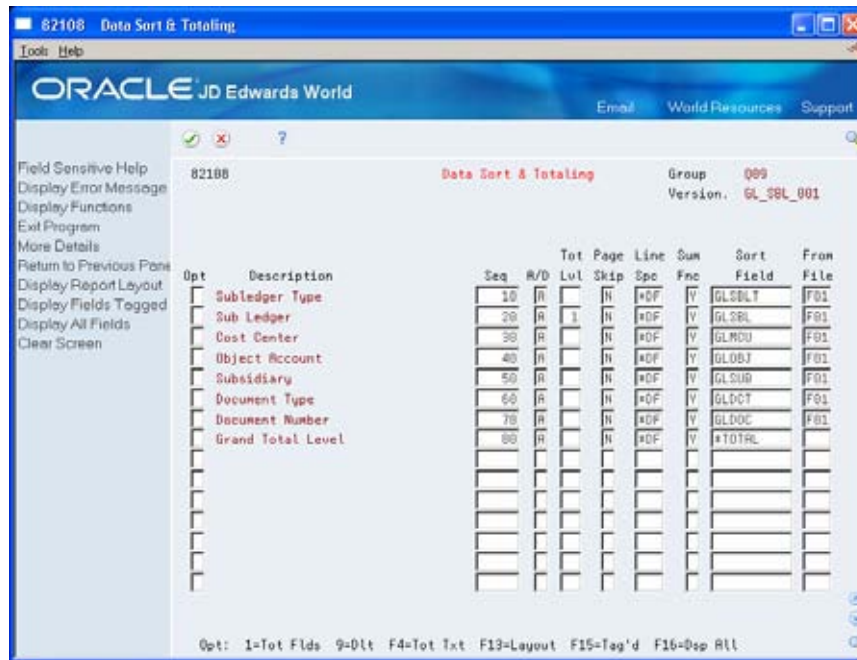 82108 Data Sort & Totaling
Tools Help
ORACLE JD Edwards World
Email World Resources Support
Field Sensitive Help
Display Error Message
Display Functions
Exit Program
More Details
Return to Previous Pane
Display Report Layout
Display Fields Tagged
Display All Fields
Clear Screen
82108 Data Sort & Totaling Group Q09
Version. GL_SBL_001
Tot Page Line Sum Sort From
Opt Description Seq A/D Lvl Skip Spc Fnc Field File
Subledger Type 10 A N *DF Y GLSBLT F01
Sub Ledger 20 A 1 N *DF Y GLSBL F01
Cost Center 30 A N *DF Y GLMCU F01
Object Account 40 A N *DF Y GLOBJ F01
Subsidiary 50 A N *DF Y GLSUB F01
Document Type 60 A N *DF Y GLDCT F01
Document Number 70 A N *DF Y GLDOC F01
Grand Total Level 80 A N *DF Y *TOTAL
Opt: 1=Tot Flds 9=Dlt F4=Tot Txt F13=Layout F15=Tag'd F16=Dsp All